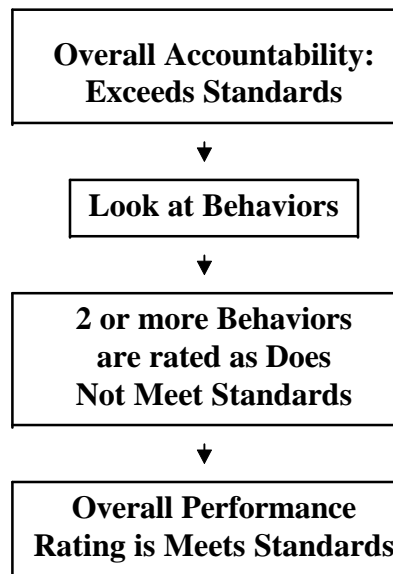 Overall Accountability:
Exceeds Standards
Look at Behaviors
2 or more Behaviors
are rated as Does
Not Meet Standards
Overall Performance
Rating is Meets Standards